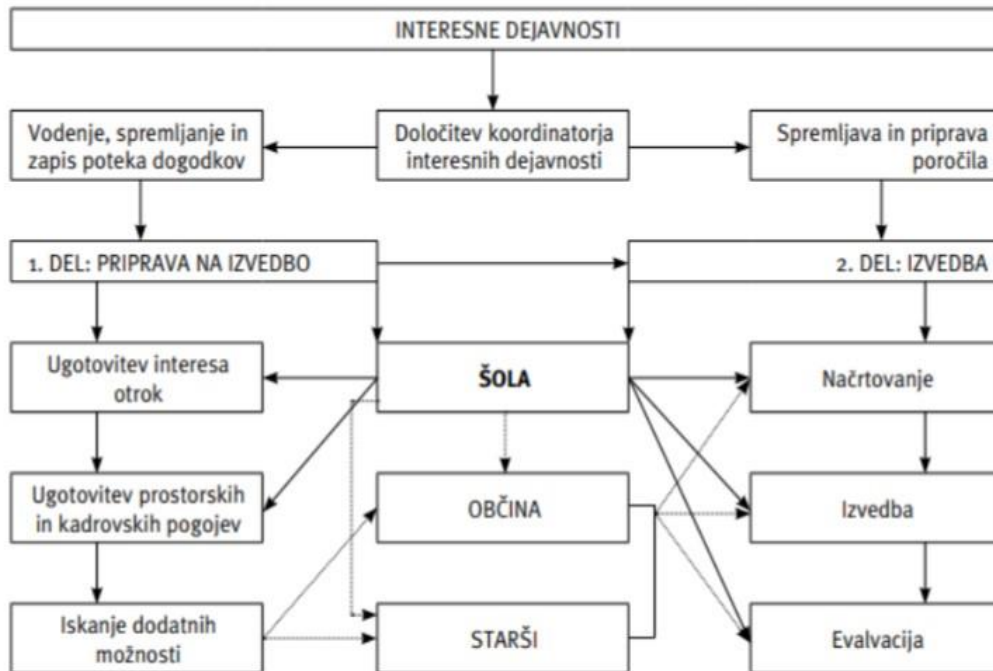 INTERESNE DEJAVNOSTI
Vodenje, spremljanje in
zapis poteka dogodkov
Določitev koordinatorja
interesnih dejavnosti
Spremljava in priprava
poročila
1. DEL: PRIPRAVA NA IZVEDBO
2. DEL: IZVEDBA
Ugotovitev interesa
otrok
ŠOLA
Načrtovanje
Ugotovitev prostorskih
in kadrovskih pogojev
OBČINA
Izvedba
Iskanje dodatnih
možnosti
STARŠI
Evalvacija